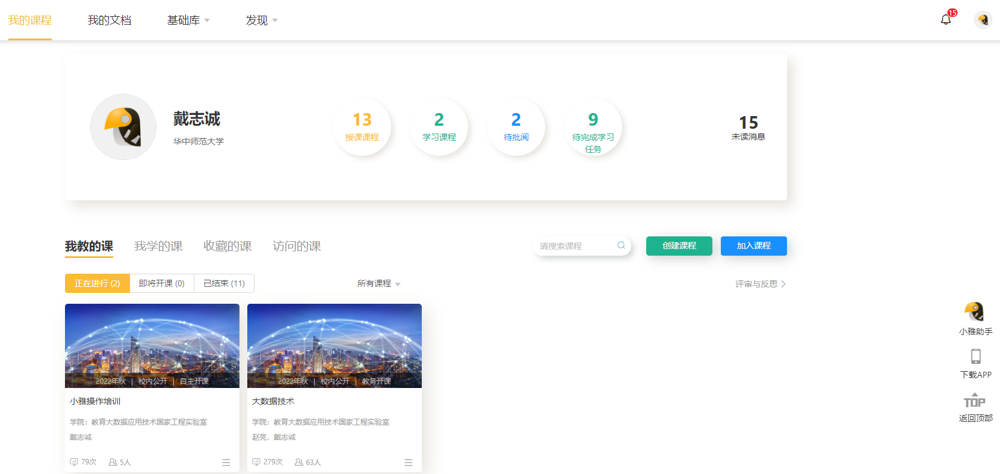 我的课程 我的文档 基础库 发现 15
戴志诚
华中师范大学
13
授课课程
2
学习课程
2
待批阅
9
待完成学习
任务
15
未读消息
我教的课 我学的课 收藏的课 访问的课 请搜索课程 创建课程 加入课程
正在进行 (2) 即将开课 (0) 已结束 (11) 所有课程 评审与反思
2022年秋 | 校内公开 | 自主开课
小雅操作培训
学院：教育大数据应用技术国家工程实验室
戴志诚
79次 5人
2022年秋 | 校内公开 | 教务开课
大数据技术
学院：教育大数据应用技术国家工程实验室
赵亮，戴志诚
279次 63人
小雅助手
下载APP
TOP
返回顶部